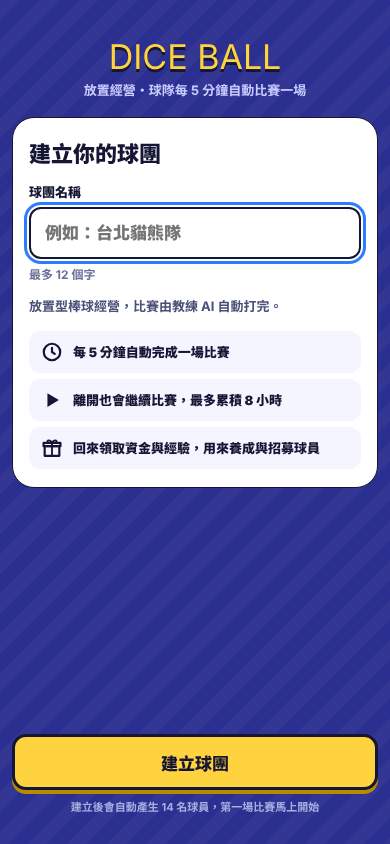 DICE BALL
放置經營・球隊每 5 分鐘自動比賽一場
建立你的球團
球團名稱
例如：台北貓熊隊
最多 12 個字
放置型棒球經營，比賽由教練 AI 自動打完。
每 5 分鐘自動完成一場比賽
離開也會繼續比賽，最多累積 8 小時
回來領取資金與經驗，用來養成與招募球員
建立球團
建立後會自動產生 14 名球員，第一場比賽馬上開始